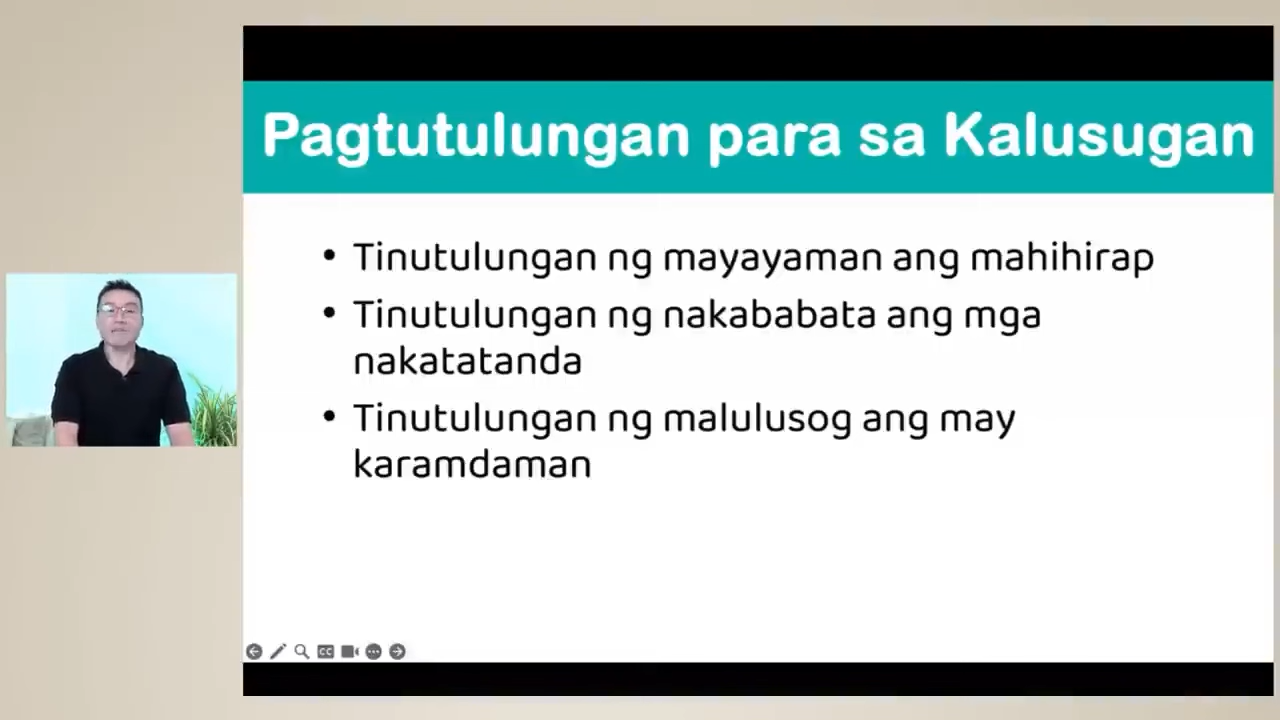 Pagtutulungan para sa Kalusugan
• Tinutulungan ng mayayaman ang mahihirap
• Tinutulungan ng nakababata ang mga
nakatatanda
• Tinutulungan ng malulusog ang may
karamdaman
CC